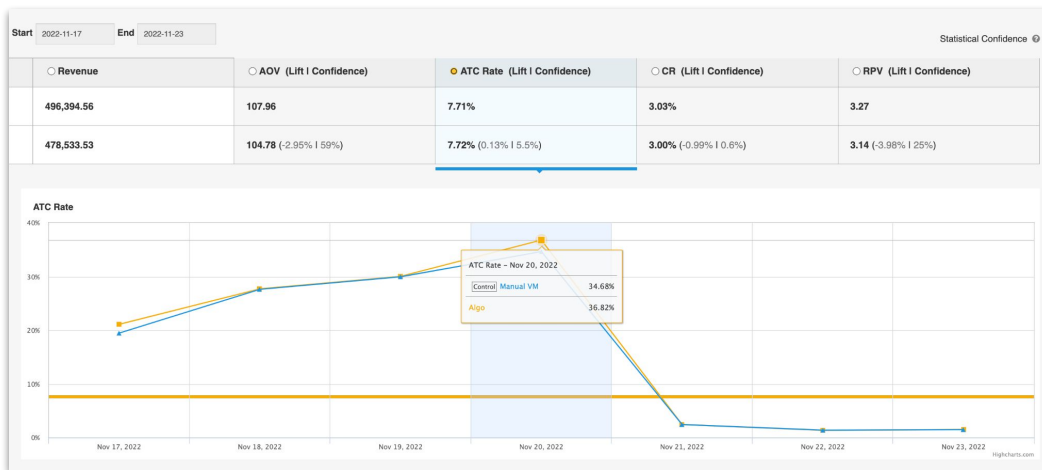 Start 2022-11-17 End 2022-11-23
Statistical Confidence ?
Revenue AOV (Lift | Confidence) ATC Rate (Lift | Confidence) CR (Lift | Confidence) RPV (Lift | Confidence)
496,394.56 107.96 7.71% 3.03% 3.27
478,533.53 104.78 (-2.95% | 59%) 7.72% (0.13% | 5.5%) 3.00% (-0.99% | 0.6%) 3.14 (-3.98% | 25%)
ATC Rate
40%
ATC Rate – Nov 20, 2022
30%
Control Manual VM 34.68%
Algo 36.82%
20%
10%
0%
Nov 17, 2022 Nov 18, 2022 Nov 19, 2022 Nov 20, 2022 Nov 21, 2022 Nov 22, 2022 Nov 23, 2022
Highcharts.com